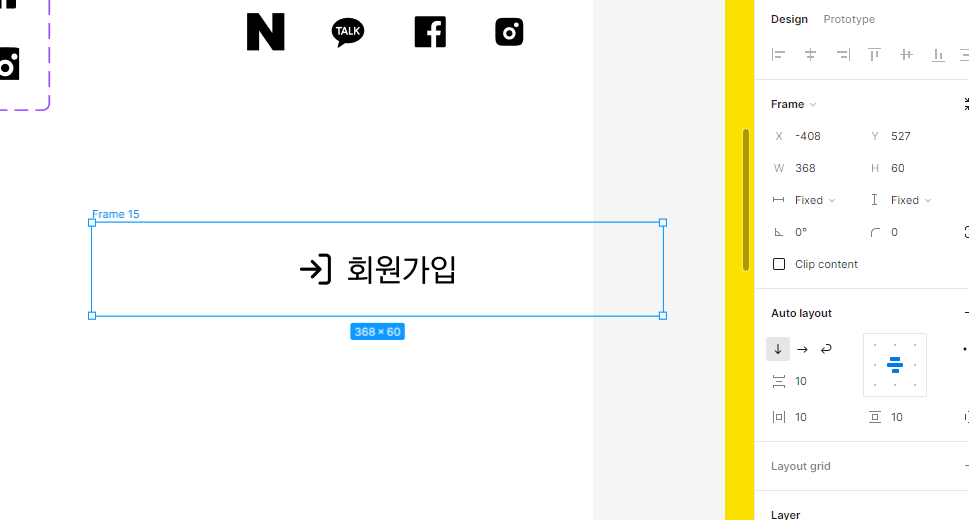 Design Prototype
N TALK
Frame
X -408 Y 527
W 368 H 60
Frame 15
Fixed Fixed
0° 0
회원가입
Clip content
Auto layout
368 × 60
10
10 10
Layout grid
Layer